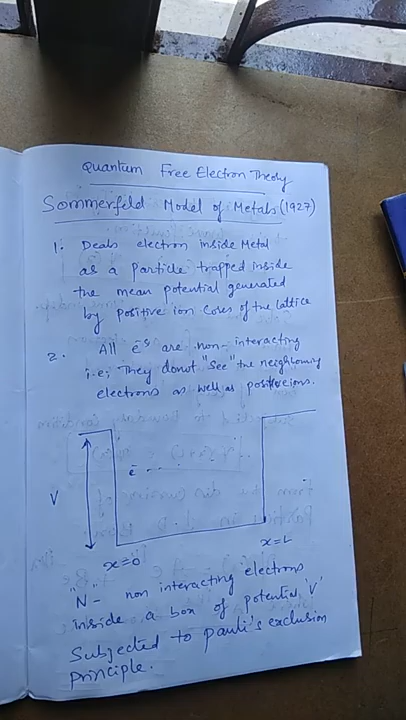 Quantum Free Electron Theory
Sommerfeld Model of Metals (1927)
1. Deals electron inside Metal
as a particle trapped inside
the mean potential generated
by positive ion cores of the lattice
2. All e⁻s are non-interacting
i.e; They donot "see" the neighbouring
electrons as well as positive ions.
e⁻ ....
V
x=0
x=L
N - non interacting electrons
inside a box of potential 'V'
Subjected to pauli's exclusion
principle.